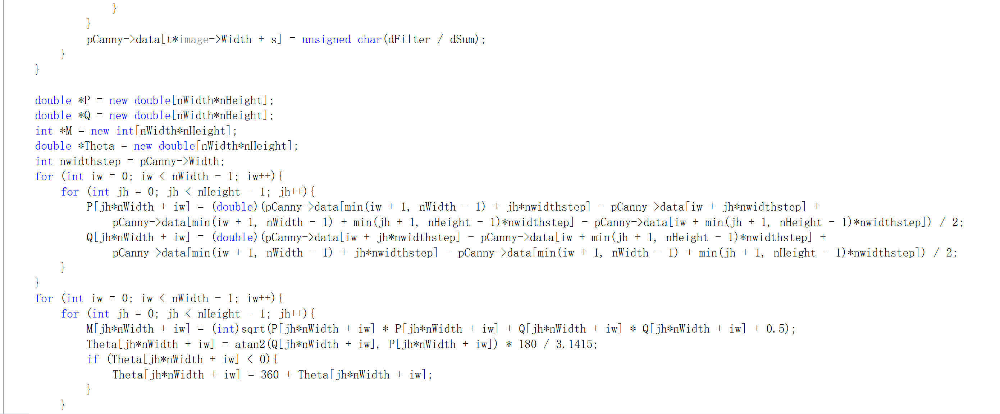 }
        }
        pCanny->data[t*image->Width + s] = unsigned char(dFilter / dSum);
    }
}

double *P = new double[nWidth*nHeight];
double *Q = new double[nWidth*nHeight];
int *M = new int[nWidth*nHeight];
double *Theta = new double[nWidth*nHeight];
int nwidthstep = pCanny->Width;
for (int iw = 0; iw < nWidth - 1; iw++){
    for (int jh = 0; jh < nHeight - 1; jh++){
        P[jh*nWidth + iw] = (double)(pCanny->data[min(iw + 1, nWidth - 1) + jh*nwidthstep] - pCanny->data[iw + jh*nwidthstep] +
            pCanny->data[min(iw + 1, nWidth - 1) + min(jh + 1, nHeight - 1)*nwidthstep] - pCanny->data[iw + min(jh + 1, nHeight - 1)*nwidthstep]) / 2;
        Q[jh*nWidth + iw] = (double)(pCanny->data[iw + jh*nwidthstep] - pCanny->data[iw + min(jh + 1, nHeight - 1)*nwidthstep] +
            pCanny->data[min(iw + 1, nWidth - 1) + jh*nwidthstep] - pCanny->data[min(iw + 1, nWidth - 1) + min(jh + 1, nHeight - 1)*nwidthstep]) / 2;
    }
}
for (int iw = 0; iw < nWidth - 1; iw++){
    for (int jh = 0; jh < nHeight - 1; jh++){
        M[jh*nWidth + iw] = (int)sqrt(P[jh*nWidth + iw] * P[jh*nWidth + iw] + Q[jh*nWidth + iw] * Q[jh*nWidth + iw] + 0.5);
        Theta[jh*nWidth + iw] = atan2(Q[jh*nWidth + iw], P[jh*nWidth + iw]) * 180 / 3.1415;
        if (Theta[jh*nWidth + iw] < 0){
            Theta[jh*nWidth + iw] = 360 + Theta[jh*nWidth + iw];
        }
    }